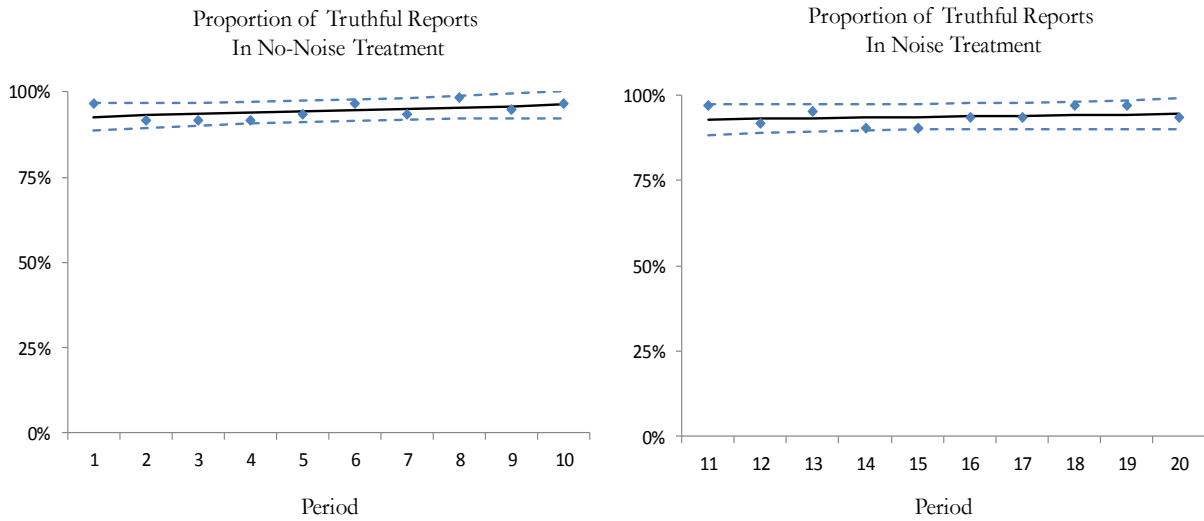 Proportion of Truthful Reports
In No-Noise Treatment
100%
75%
50%
25%
0%
1 2 3 4 5 6 7 8 9 10
Period
Proportion of Truthful Reports
In Noise Treatment
100%
75%
50%
25%
0%
11 12 13 14 15 16 17 18 19 20
Period